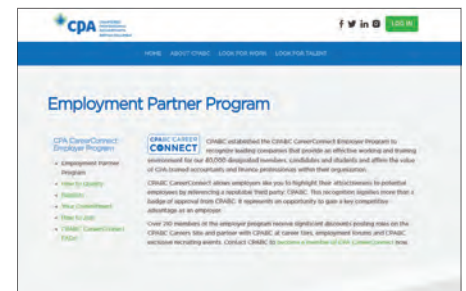 CPA
CHARTERED
PROFESSIONAL
ACCOUNTANTS
BRITISH COLUMBIA
LOG IN
HOME ABOUT CPABC LOOK FOR WORK LOOK FOR TALENT
Employment Partner Program
CPA CareerConnect
Employer Program
• Employment Partner
Program
• How to Qualify
• Your Commitment
• How to Join
• CPABC CareerConnect
FAQs
CPABC CAREER
CONNECT
CPABC established the CPABC CareerConnect Employer Program to
recognize leading companies that provide an effective working and training
environment for our 40,000 designated members, candidates and students and affirm the value
of CPA-trained accountants and finance professionals within their organization.
CPABC CareerConnect allows employers like you to highlight their attractiveness to potential
employees by referencing a reputable third party: CPABC. This recognition signifies more than a
badge of approval from CPABC. It represents an opportunity to gain a key competitive
advantage as an employer.
Over 210 members of the employer program receive significant discounts posting roles on the
CPABC Careers Site and partner with CPABC at career fairs, employment forums and CPABC
exclusive recruiting events. Contact CPABC to become a member of CPA CareerConnect now.